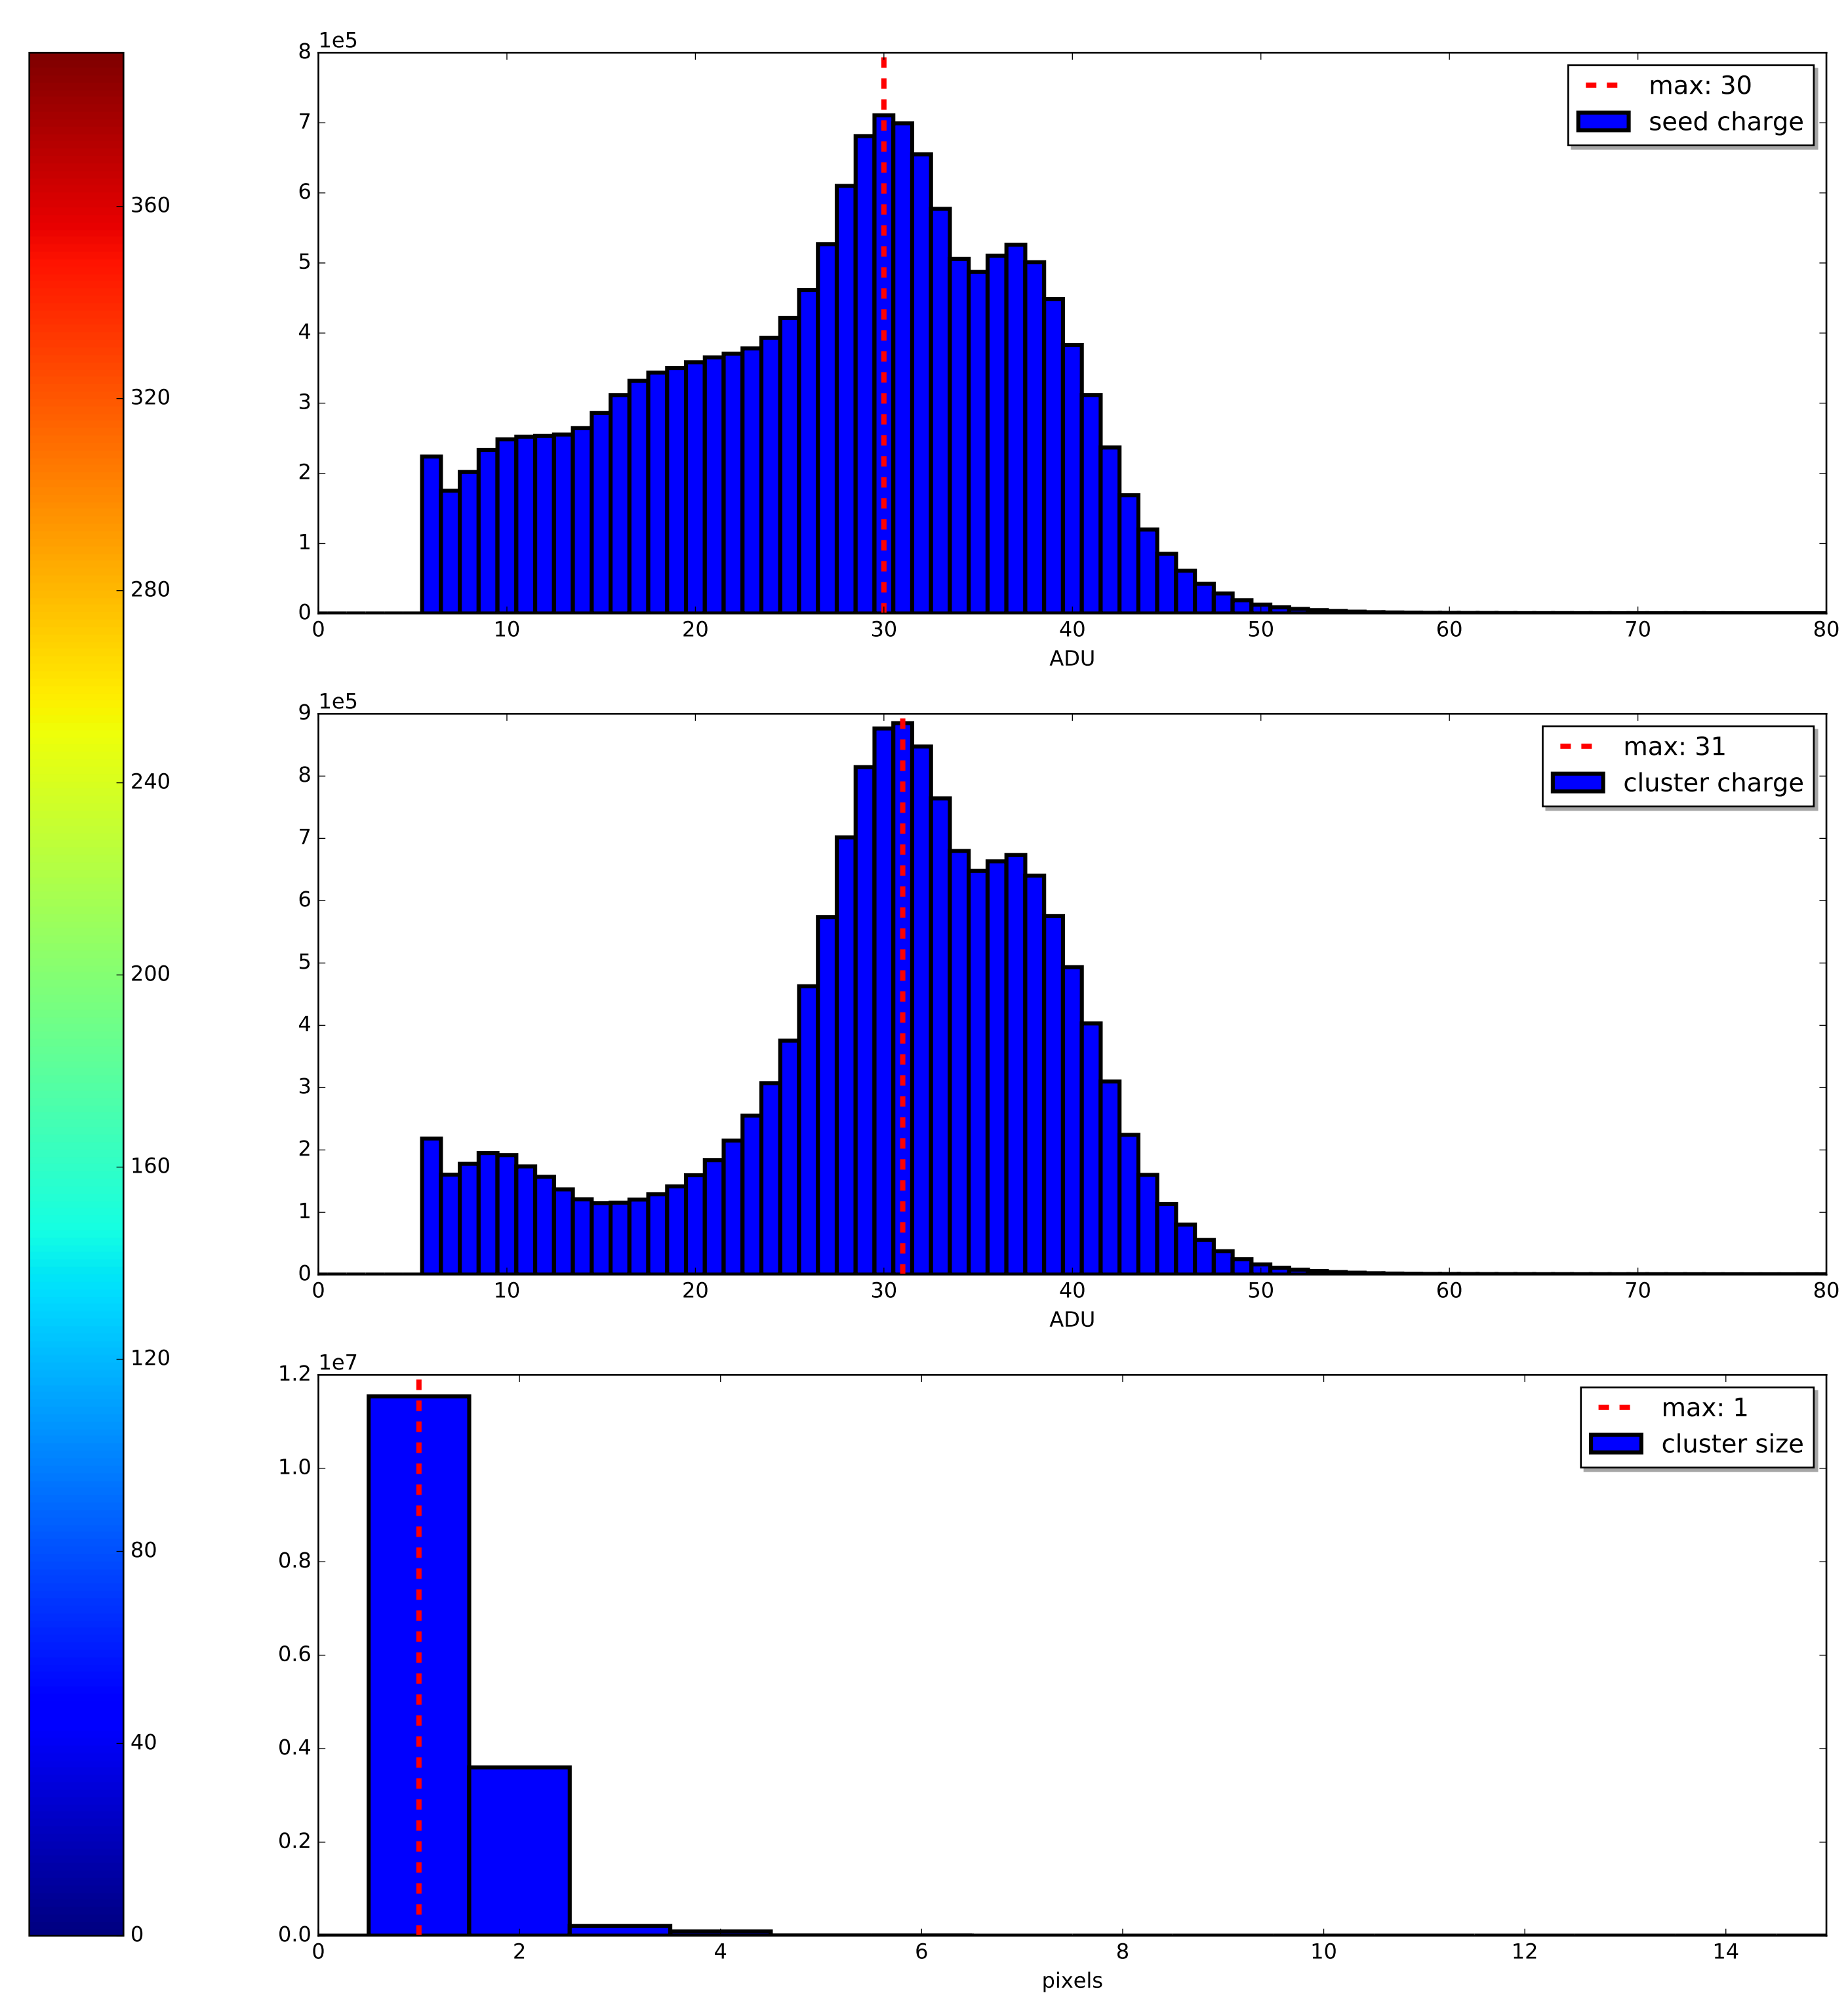 360
320
280
240
200
160
120
80
40
0
1e5
8
7
6
5
4
3
2
1
0
max: 30
seed charge
0 10 20 30 40 50 60 70 80
ADU
1e5
9
8
7
6
5
4
3
2
1
0
max: 31
cluster charge
0 10 20 30 40 50 60 70 80
ADU
1e7
1.2
1.0
0.8
0.6
0.4
0.2
0.0
max: 1
cluster size
0 2 4 6 8 10 12 14
pixels